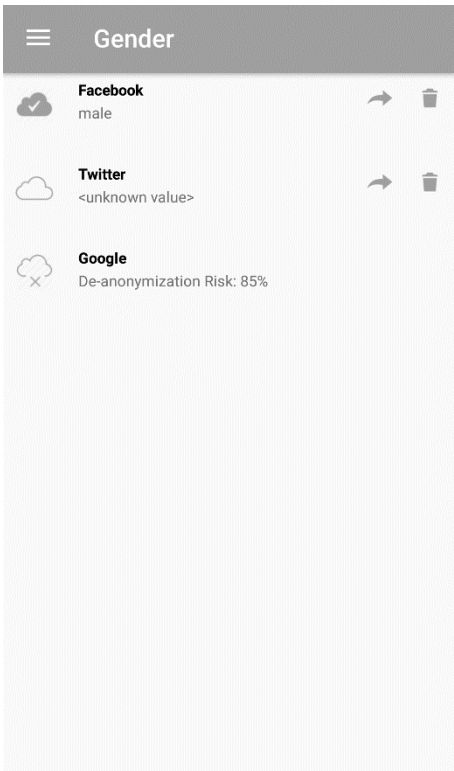 Gender
Facebook
male
Twitter
<unknown value>
Google
De-anonymization Risk: 85%